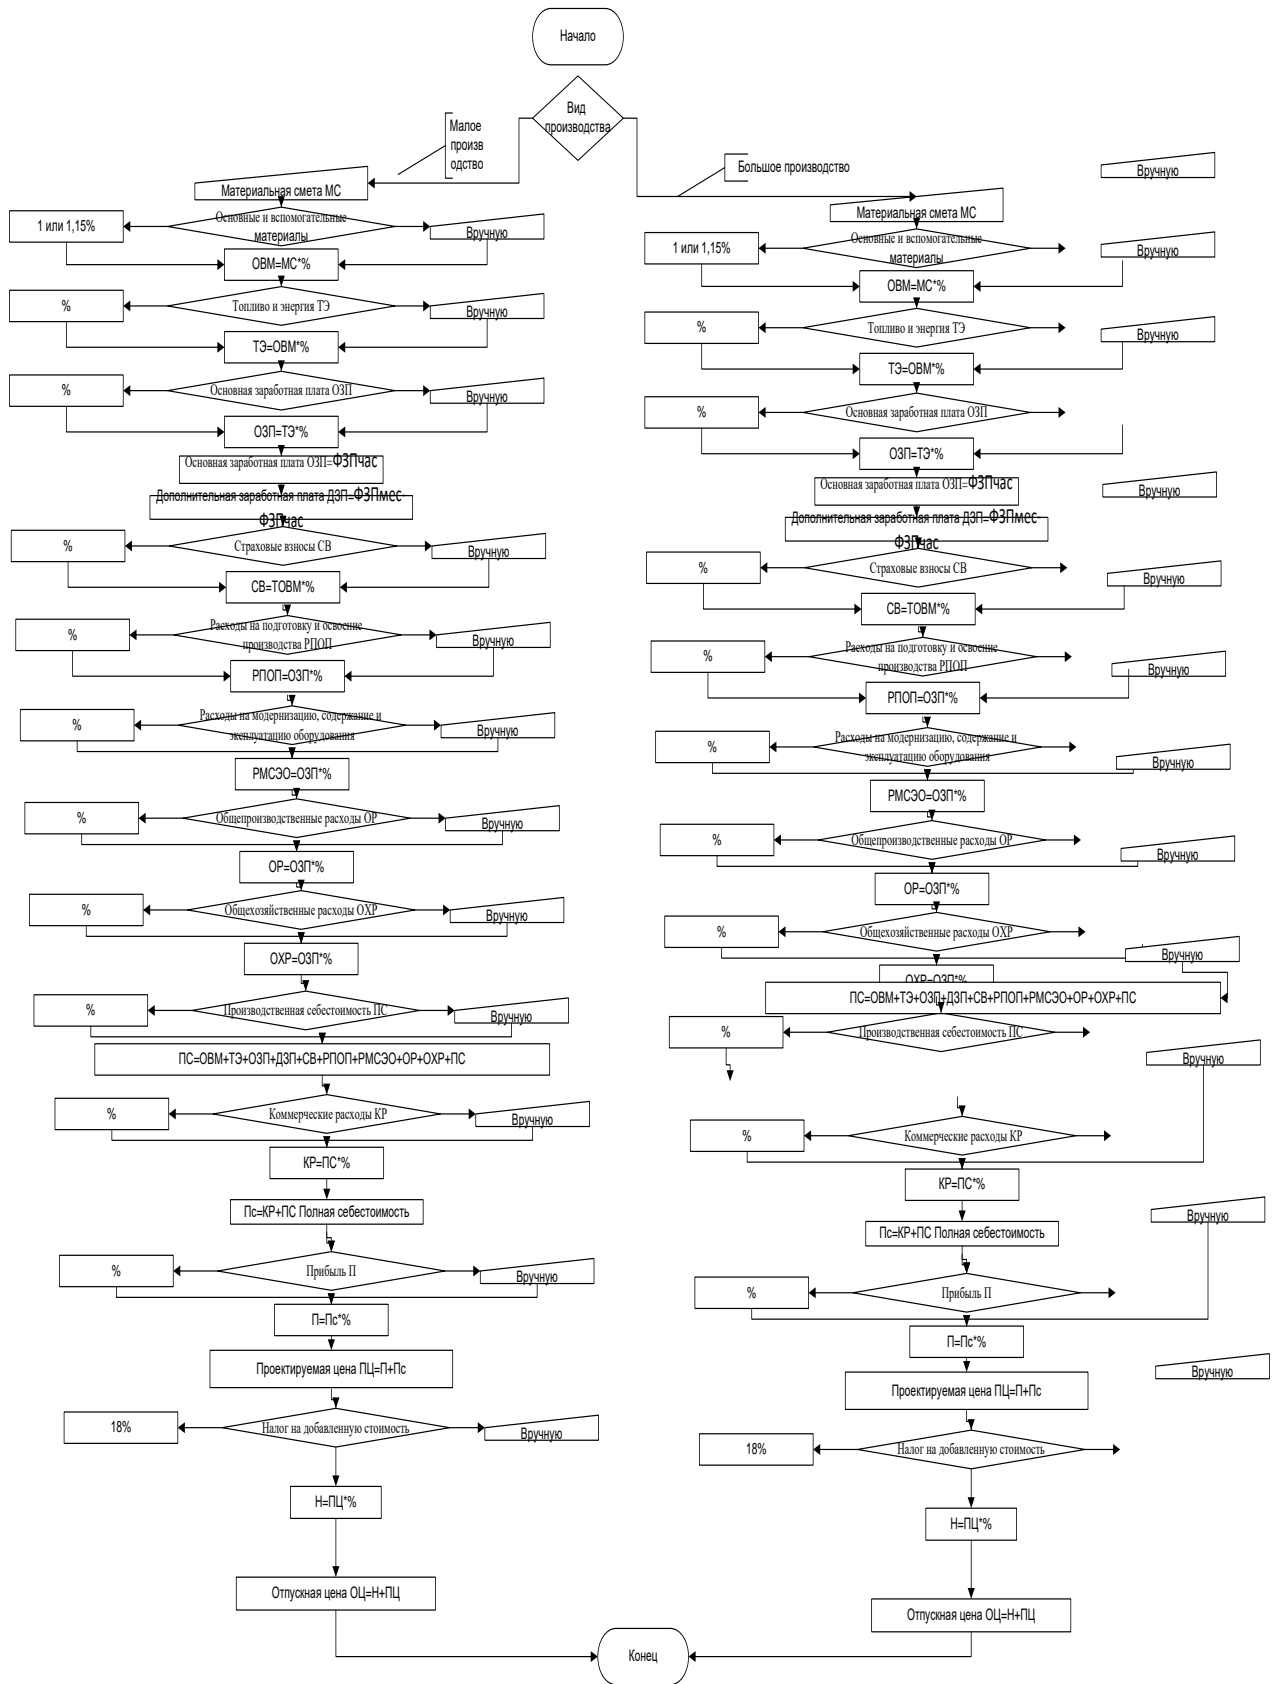 Начало
Вид
производства
Малое
произв
одство
Материальная смета МС
Основные и вспомогательные
материалы
1 или 1,15%
Вручную
ОВМ=МС*%
Топливо и энергия ТЭ
%
Вручную
ТЭ=ОВМ*%
Основная заработная плата ОЗП
%
Вручную
ОЗП=ТЭ*%
Основная заработная плата ОЗП=ФЗПчас
Дополнительная заработная плата ДЗП=ФЗПмес-
ФЗПчас
Страховые взносы СВ
%
Вручную
СВ=ТОВМ*%
Расходы на подготовку и освоение
производства РПОП
%
Вручную
РПОП=ОЗП*%
Расходы на модернизацию, содержание и
эксплуатацию оборудования
%
Вручную
РМСЭО=ОЗП*%
Общепроизводственные расходы ОР
%
Вручную
ОР=ОЗП*%
Общехозяйственные расходы ОХР
%
Вручную
ОХР=ОЗП*%
Производственная себестоимость ПС
%
Вручную
ПС=ОВМ+ТЭ+ОЗП+ДЗП+СВ+РПОП+РМСЭО+ОР+ОХР+ПС
Коммерческие расходы КР
%
Вручную
КР=ПС*%
Пс=КР+ПС Полная себестоимость
Прибыль П
%
Вручную
П=Пс*%
Проектируемая цена ПЦ=П+Пс
Налог на добавленную стоимость
18%
Вручную
Н=ПЦ*%
Отпускная цена ОЦ=Н+ПЦ
Большое производство
Вручную
Материальная смета МС
Основные и вспомогательные
материалы
1 или 1,15%
Вручную
ОВМ=МС*%
Топливо и энергия ТЭ
%
Вручную
ТЭ=ОВМ*%
Основная заработная плата ОЗП
%
ОЗП=ТЭ*%
Основная заработная плата ОЗП=ФЗПчас
Вручную
Дополнительная заработная плата ДЗП=ФЗПмес-
ФЗПчас
Страховые взносы СВ
%
Вручную
СВ=ТОВМ*%
Расходы на подготовку и освоение
производства РПОП
%
Вручную
РПОП=ОЗП*%
Расходы на модернизацию, содержание и
эксплуатацию оборудования
%
Вручную
РМСЭО=ОЗП*%
Общепроизводственные расходы ОР
%
Вручную
ОР=ОЗП*%
Общехозяйственные расходы ОХР
%
Вручную
ОХР=ОЗП*%
ПС=ОВМ+ТЭ+ОЗП+ДЗП+СВ+РПОП+РМСЭО+ОР+ОХР+ПС
Производственная себестоимость ПС
%
Вручную
Коммерческие расходы КР
%
КР=ПС*%
Вручную
Пс=КР+ПС Полная себестоимость
Прибыль П
%
П=Пс*%
Вручную
Проектируемая цена ПЦ=П+Пс
Налог на добавленную стоимость
18%
Н=ПЦ*%
Отпускная цена ОЦ=Н+ПЦ
Конец